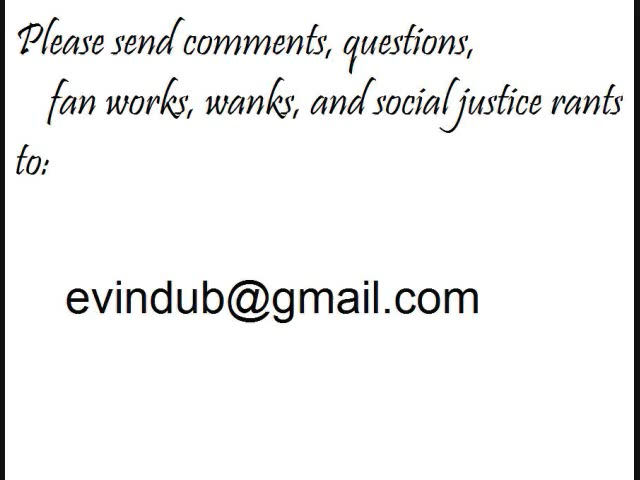 Please send comments, questions,
fan works, wanks, and social justice rants
to:
evindub@gmail.com